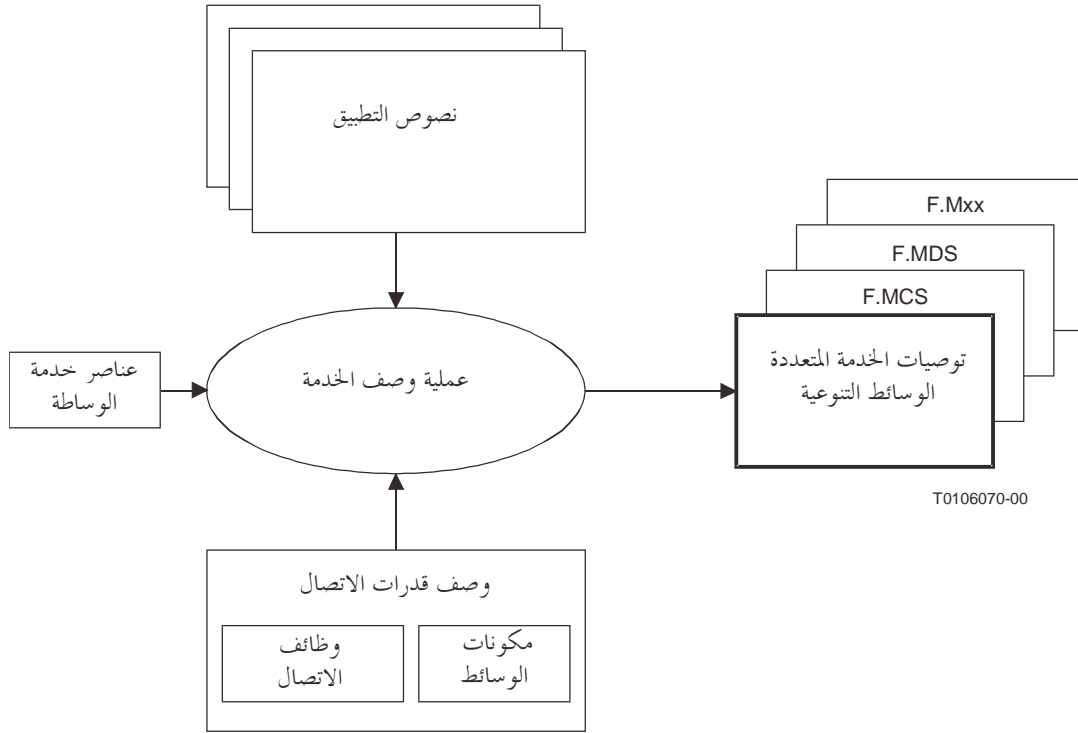 نصوص التطبيق
F.Mxx
F.MDS
F.MCS
توصيات الخدمة المتعددة
الوسائط التنوعية
عناصر خدمة
الوساطة
عملية وصف الخدمة
T0106070-00
وصف قدرات الاتصال
مكونات
الوسائط
وظائف
الاتصال